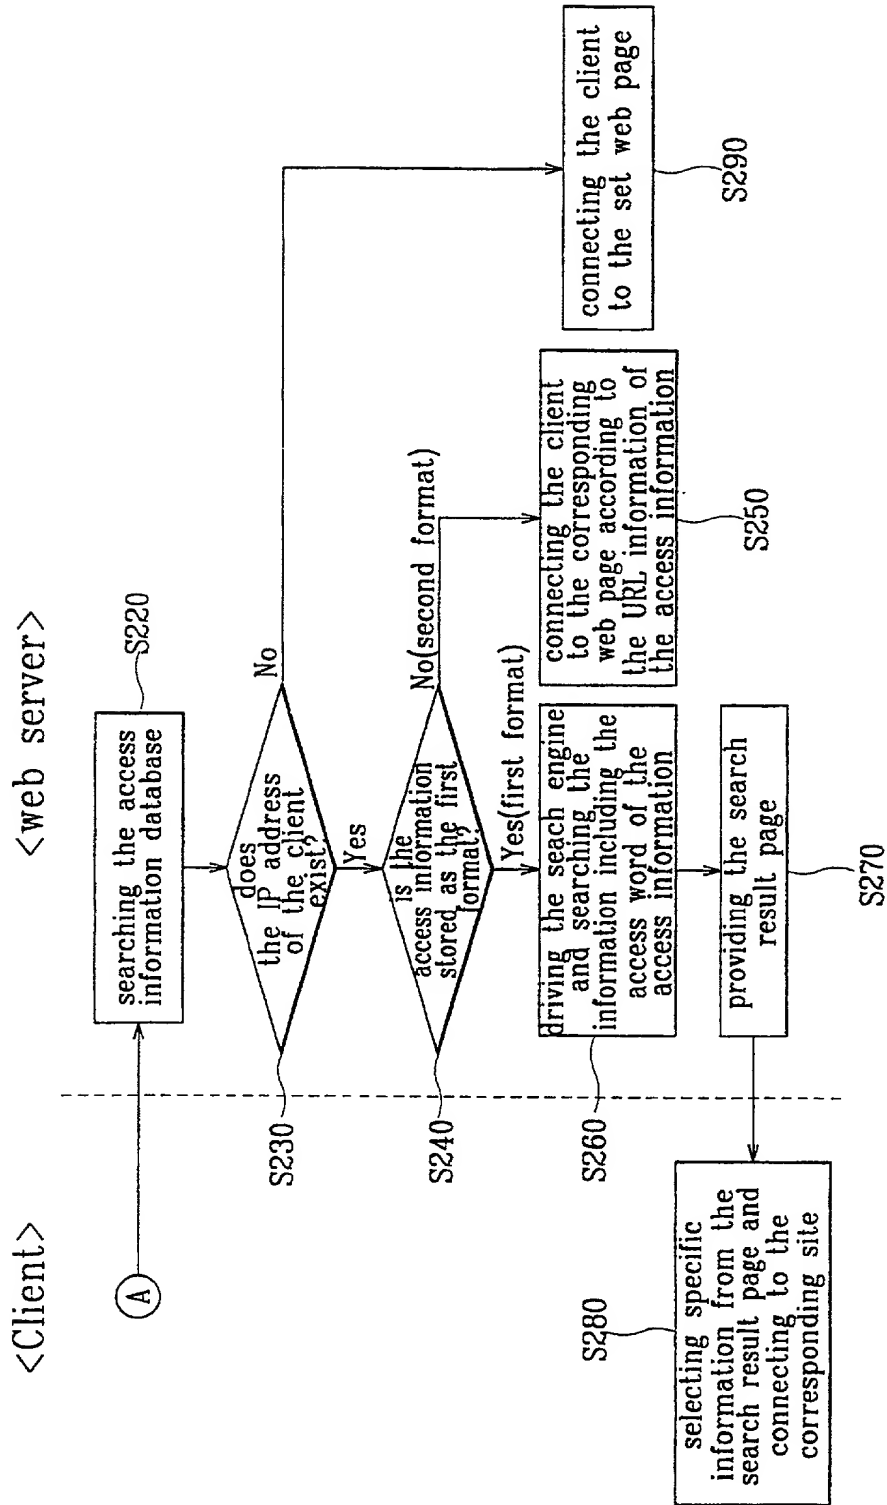 <Client>
<web server>
A
searching the access
information database
S220
does
the IP address
of the client
exist?
S230
No
Yes
is the
access information
stored as the first
format?
S240
No(second format)
Yes(first format)
driving the seach engine
and searching the
information including the
access word of the
access information
S260
connecting the client
to the corresponding
web page according to
the URL information of
the access information
S250
connecting the client
to the set web page
S290
providing the search
result page
S270
selecting specific
information from the
search result page and
connecting to the
corresponding site
S280